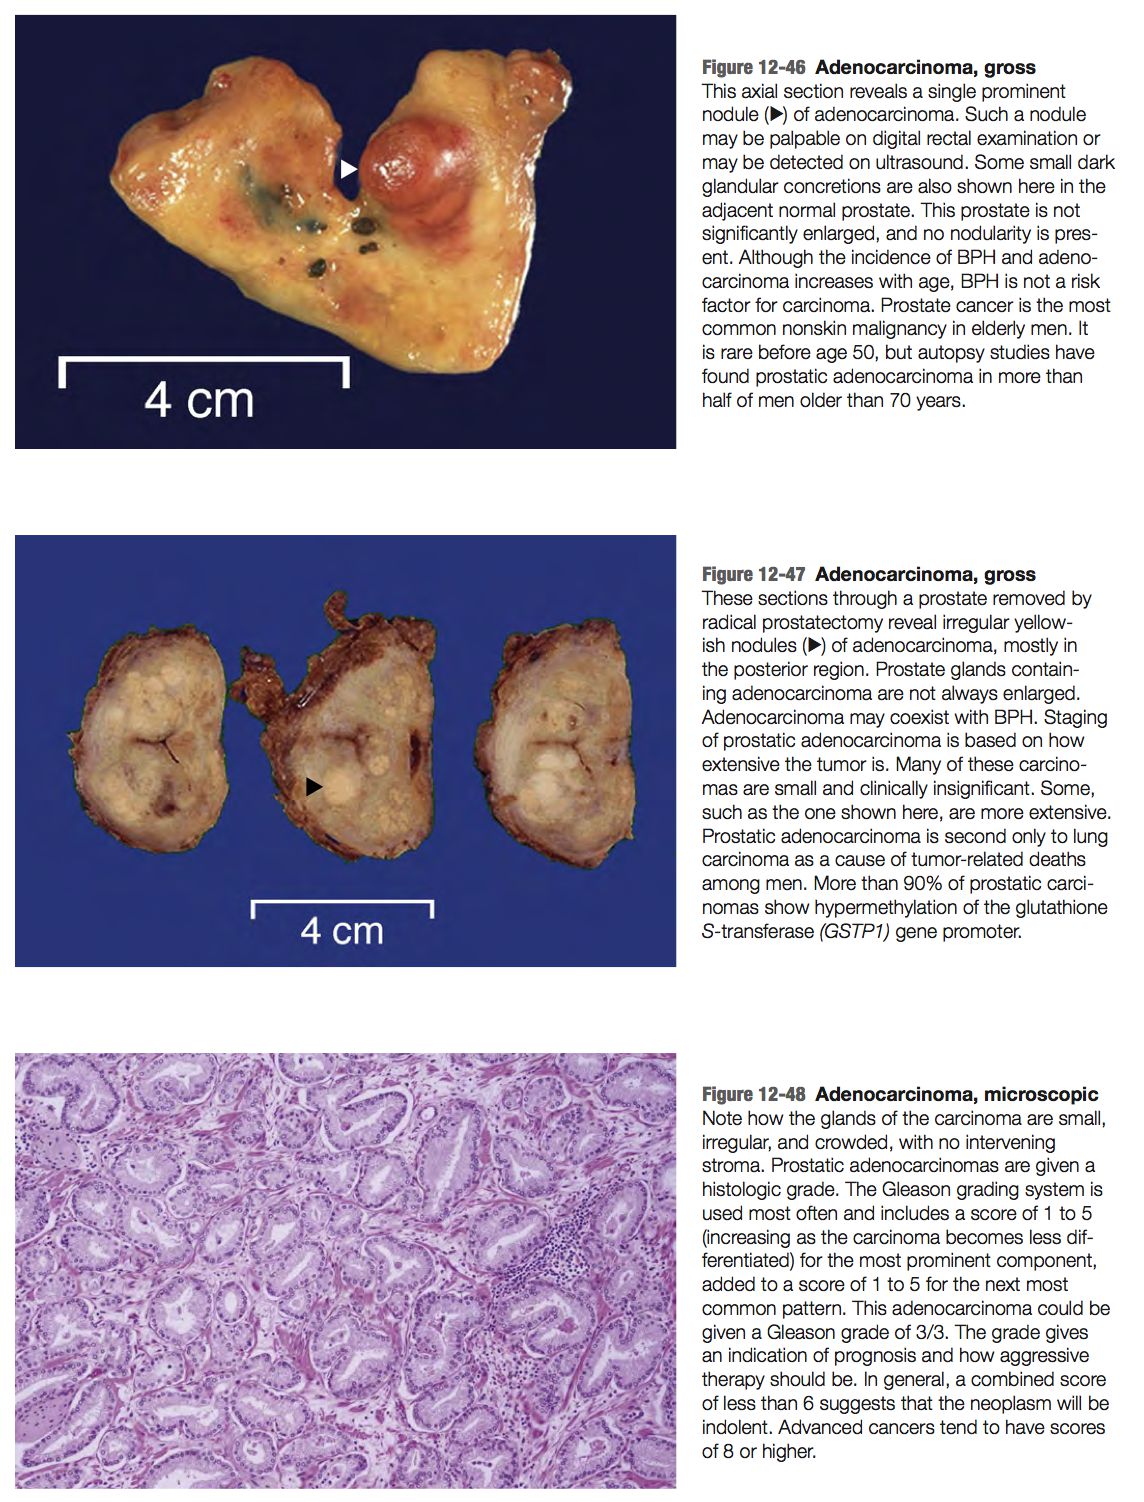 Figure 12-46 Adenocarcinoma, gross
This axial section reveals a single prominent
nodule (▶) of adenocarcinoma. Such a nodule
may be palpable on digital rectal examination or
may be detected on ultrasound. Some small dark
glandular concretions are also shown here in the
adjacent normal prostate. This prostate is not
significantly enlarged, and no nodularity is pres-
ent. Although the incidence of BPH and adeno-
carcinoma increases with age, BPH is not a risk
factor for carcinoma. Prostate cancer is the most
common nonskin malignancy in elderly men. It
is rare before age 50, but autopsy studies have
found prostatic adenocarcinoma in more than
half of men older than 70 years.
4 cm
Figure 12-47 Adenocarcinoma, gross
These sections through a prostate removed by
radical prostatectomy reveal irregular yellow-
ish nodules (▶) of adenocarcinoma, mostly in
the posterior region. Prostate glands contain-
ing adenocarcinoma are not always enlarged.
Adenocarcinoma may coexist with BPH. Staging
of prostatic adenocarcinoma is based on how
extensive the tumor is. Many of these carcino-
mas are small and clinically insignificant. Some,
such as the one shown here, are more extensive.
Prostatic adenocarcinoma is second only to lung
carcinoma as a cause of tumor-related deaths
among men. More than 90% of prostatic carci-
nomas show hypermethylation of the glutathione
S-transferase (GSTP1) gene promoter.
4 cm
Figure 12-48 Adenocarcinoma, microscopic
Note how the glands of the carcinoma are small,
irregular, and crowded, with no intervening
stroma. Prostatic adenocarcinomas are given a
histologic grade. The Gleason grading system is
used most often and includes a score of 1 to 5
(increasing as the carcinoma becomes less dif-
ferentiated) for the most prominent component,
added to a score of 1 to 5 for the next most
common pattern. This adenocarcinoma could be
given a Gleason grade of 3/3. The grade gives
an indication of prognosis and how aggressive
therapy should be. In general, a combined score
of less than 6 suggests that the neoplasm will be
indolent. Advanced cancers tend to have scores
of 8 or higher.